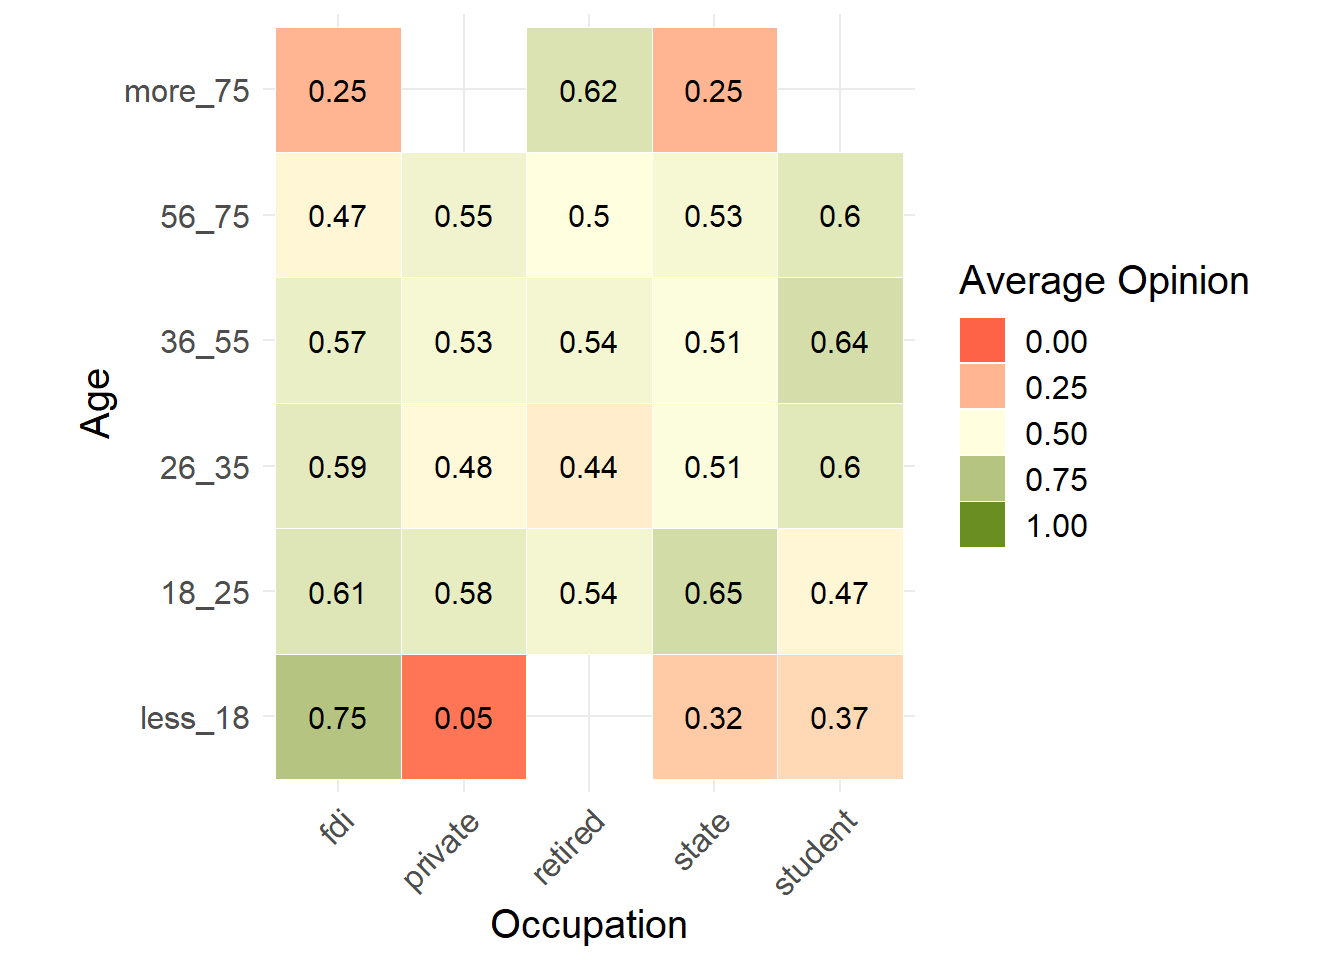 more_75 0.25 0.62 0.25
56_75 0.47 0.55 0.5 0.53 0.6
36_55 0.57 0.53 0.54 0.51 0.64
26_35 0.59 0.48 0.44 0.51 0.6
18_25 0.61 0.58 0.54 0.65 0.47
less_18 0.75 0.05 0.32 0.37
fdi private retired state student
Occupation
Age
Average Opinion
0.00
0.25
0.50
0.75
1.00